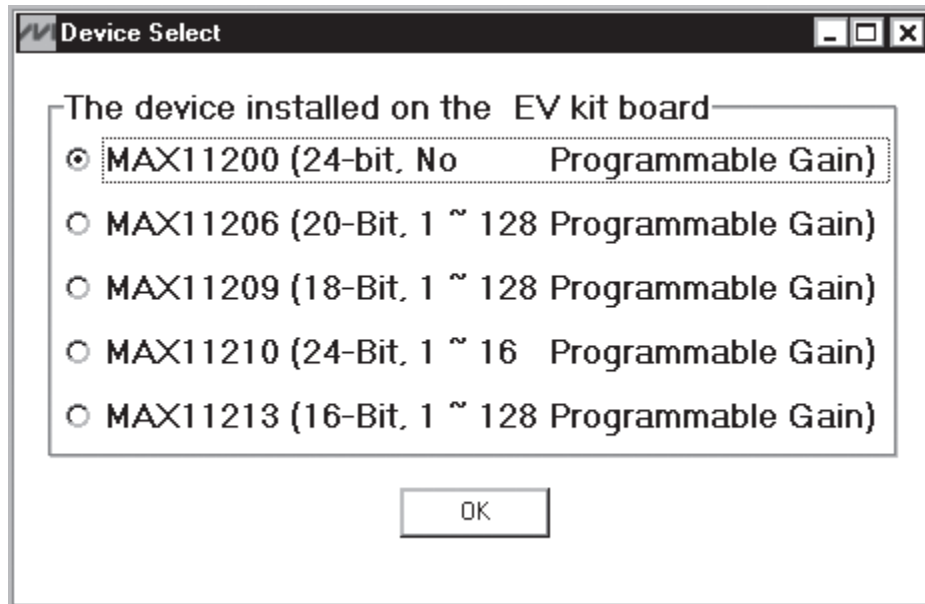 Device Select
The device installed on the EV kit board
MAX11200 (24-bit, No Programmable Gain)
MAX11206 (20-Bit, 1 ~ 128 Programmable Gain)
MAX11209 (18-Bit, 1 ~ 128 Programmable Gain)
MAX11210 (24-Bit, 1 ~ 16 Programmable Gain)
MAX11213 (16-Bit, 1 ~ 128 Programmable Gain)
OK